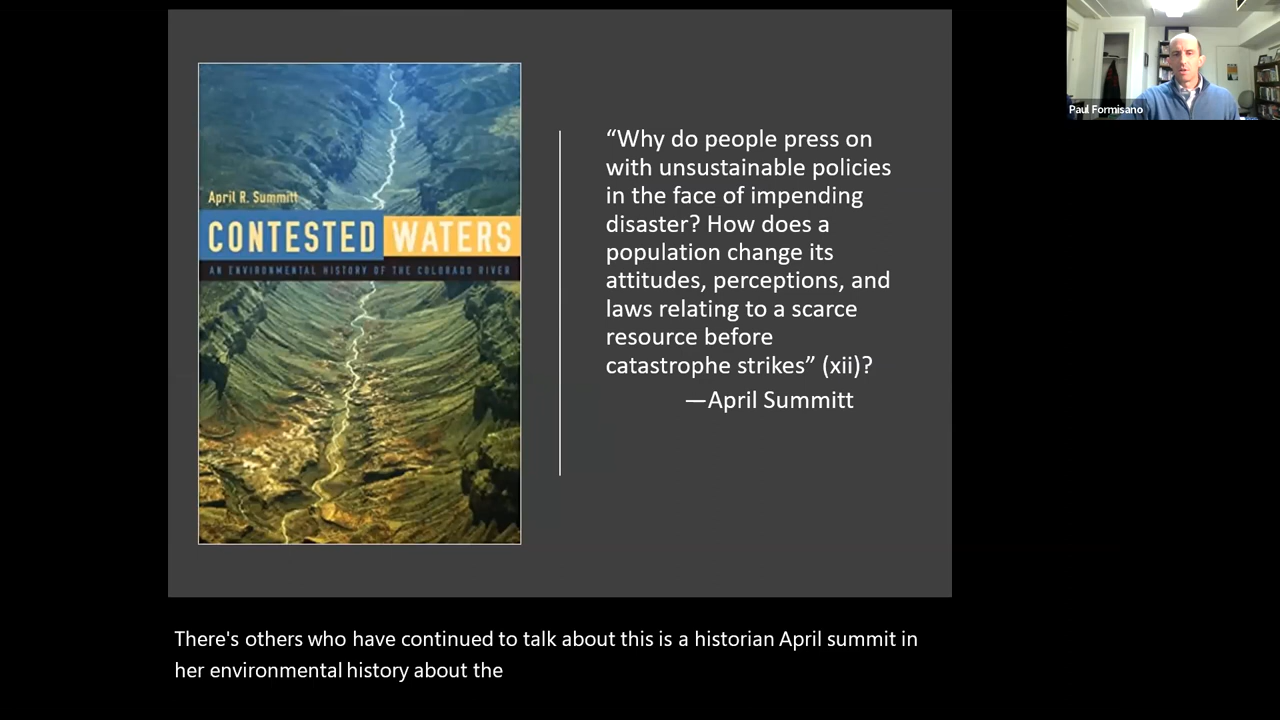 April R. Summitt
CONTESTED WATERS
AN ENVIRONMENTAL HISTORY OF THE COLORADO RIVER
“Why do people press on
with unsustainable policies
in the face of impending
disaster? How does a
population change its
attitudes, perceptions, and
laws relating to a scarce
resource before
catastrophe strikes” (xii)?
—April Summitt
Paul Formisano
There's others who have continued to talk about this is a historian April summit in
her environmental history about the